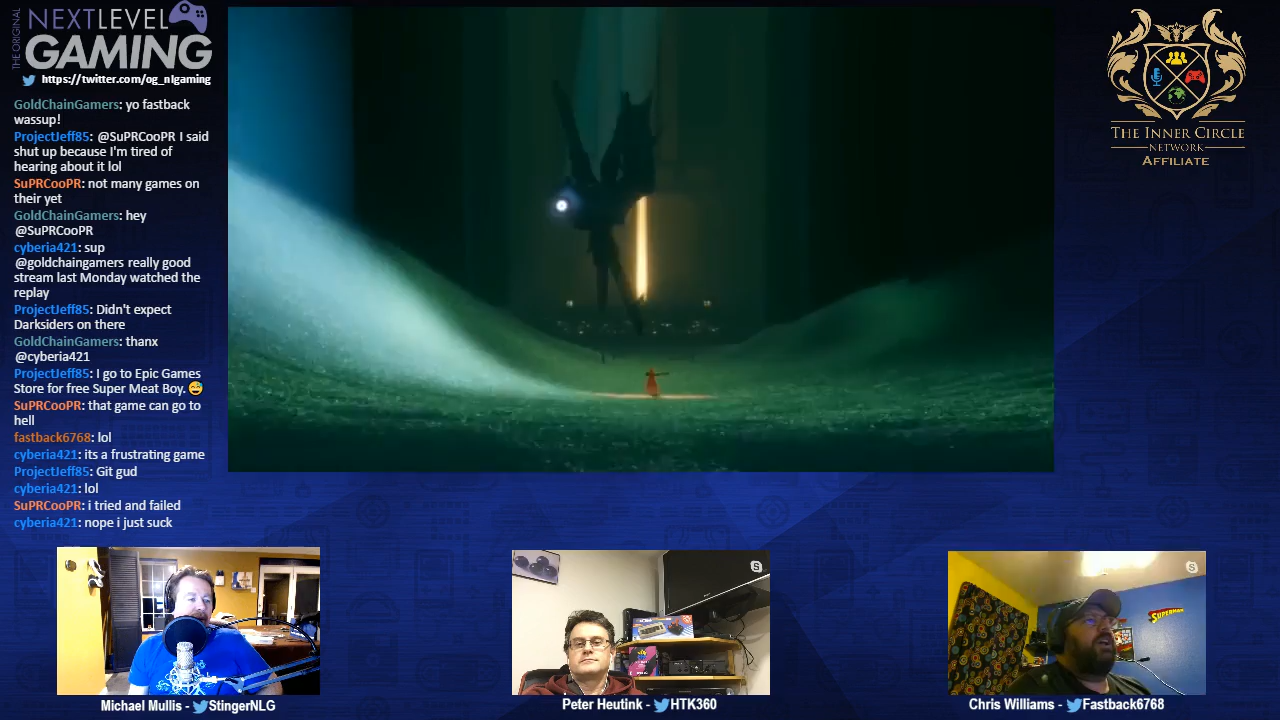 THE ORIGINAL
NEXTLEVEL
GAMING
https://twitter.com/og_nlgaming
GoldChainGamers: yo fastback
wassup!
ProjectJeff85: @SuPRCooPR I said
shut up because I'm tired of
hearing about it lol
SuPRCooPR: not many games on
their yet
GoldChainGamers: hey
@SuPRCooPR
cyberia421: sup
@goldchaingamers really good
stream last Monday watched the
replay
ProjectJeff85: Didn't expect
Darksiders on there
GoldChainGamers: thanx
@cyberia421
ProjectJeff85: I go to Epic Games
Store for free Super Meat Boy. 😅
SuPRCooPR: that game can go to
hell
fastback6768: lol
cyberia421: its a frustrating game
ProjectJeff85: Git gud
cyberia421: lol
SuPRCooPR: i tried and failed
cyberia421: nope i just suck
THE INNER CIRCLE
NETWORK
AFFILIATE
SUPERMAN
Michael Mullis - StingerNLG
Peter Heutink - HTK360
Chris Williams - Fastback6768